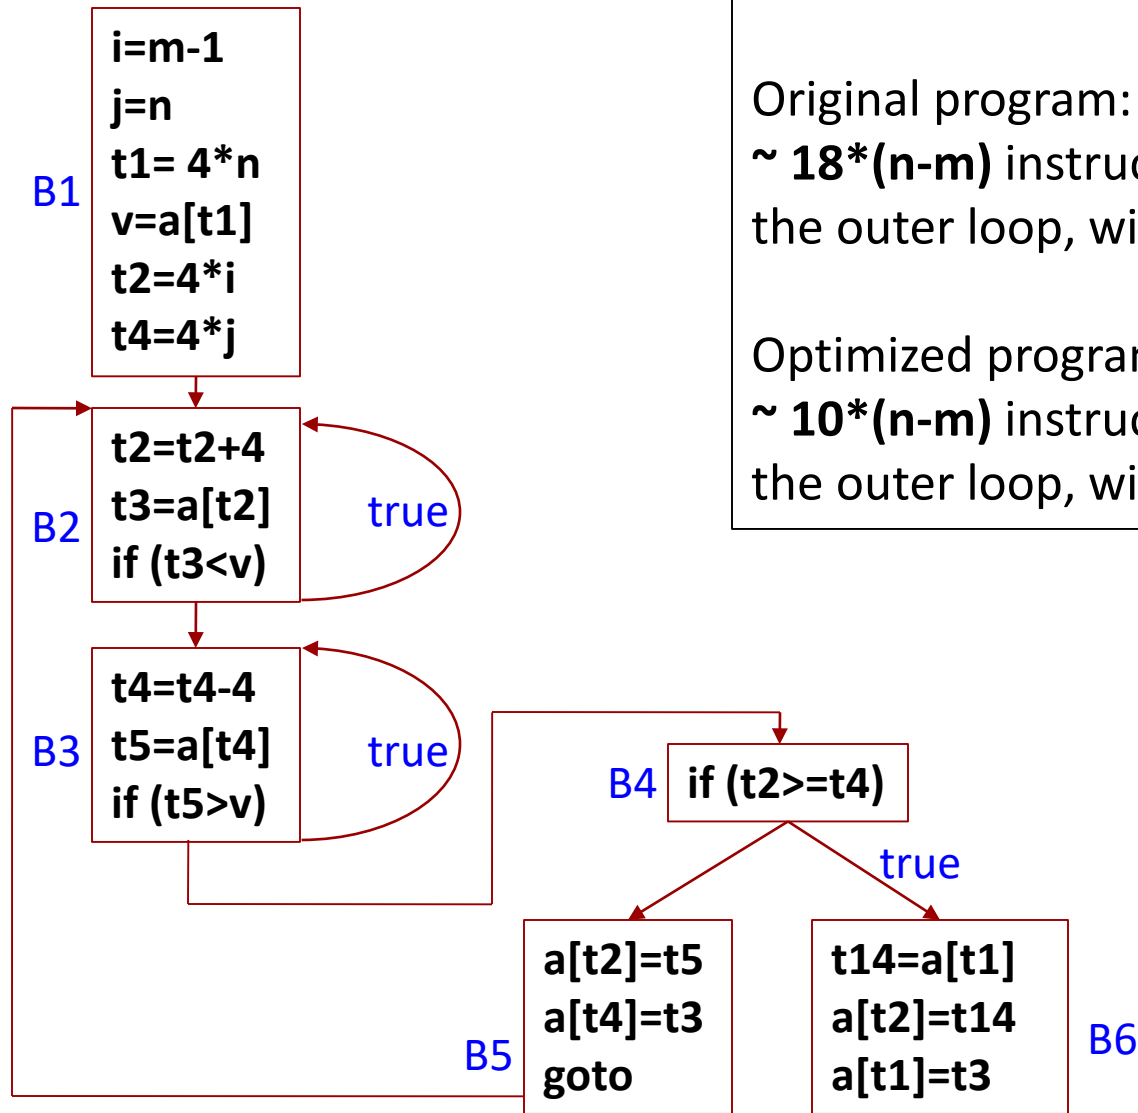 i=m-1
j=n
t1= 4*n
v=a[t1]
t2=4*i
t4=4*j
B1
Original program:
~ 18*(n-m)
the outer loop,
Optimized
~ 10*(n-m)
the outer loop,
t2=t2+4
t3=a[t2]
if (t3<v)
B2
true
t4=t4-4
t5=a[t4]
if (t5>v)
B3
true
B4
if (t2>=t4)
true
a[t2]=t5
a[t4]=t3
goto
B5
t14=a[t1]
a[t2]=t14
a[t1]=t3
B6